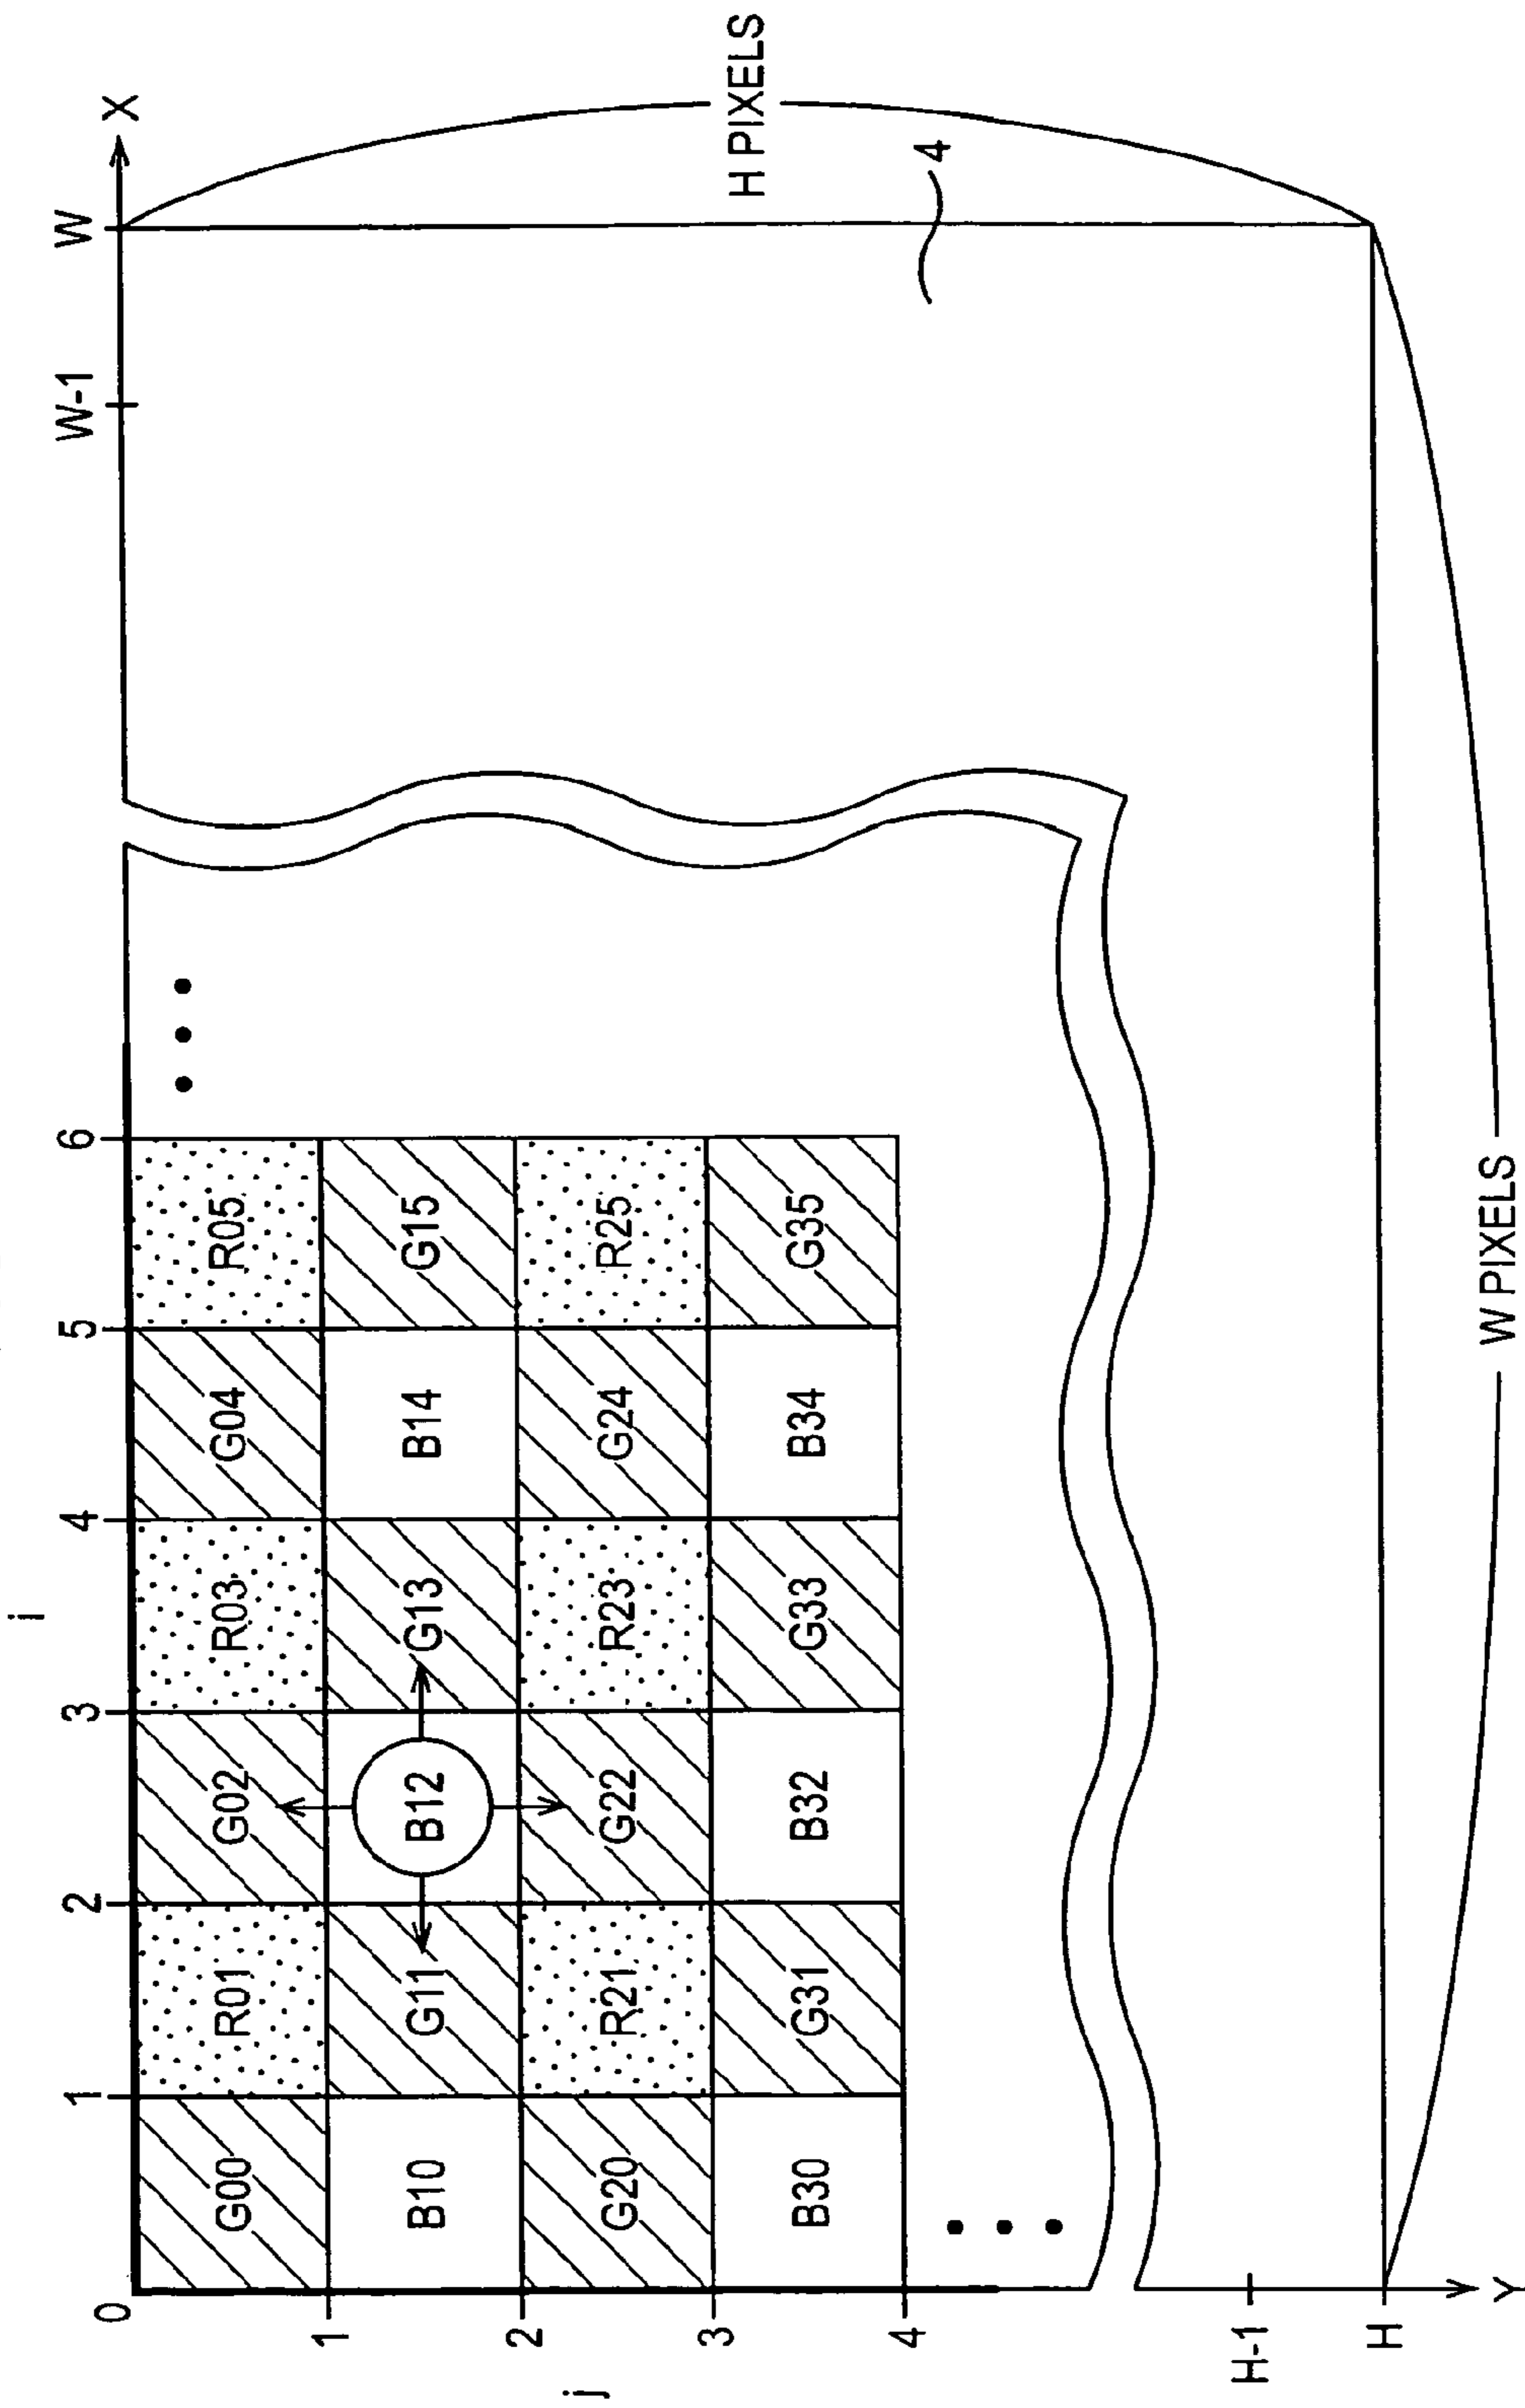 i
0 1 2 3 4 5 6 W-1 W X
j
G00 R01 G02 R03 G04 R05 • • •
1
B10 G11 B12 G13 B14 G15
2
G20 R21 G22 R23 G24 R25
3
B30 G31 B32 G33 B34 G35
4
H PIXELS
4
H-1
H
Y
W PIXELS